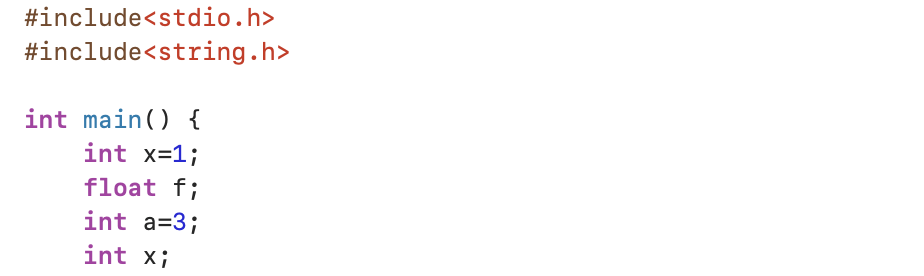 #include<stdio.h>
#include<string.h>

int main() {
    int x=1;
    float f;
    int a=3;
    int x;